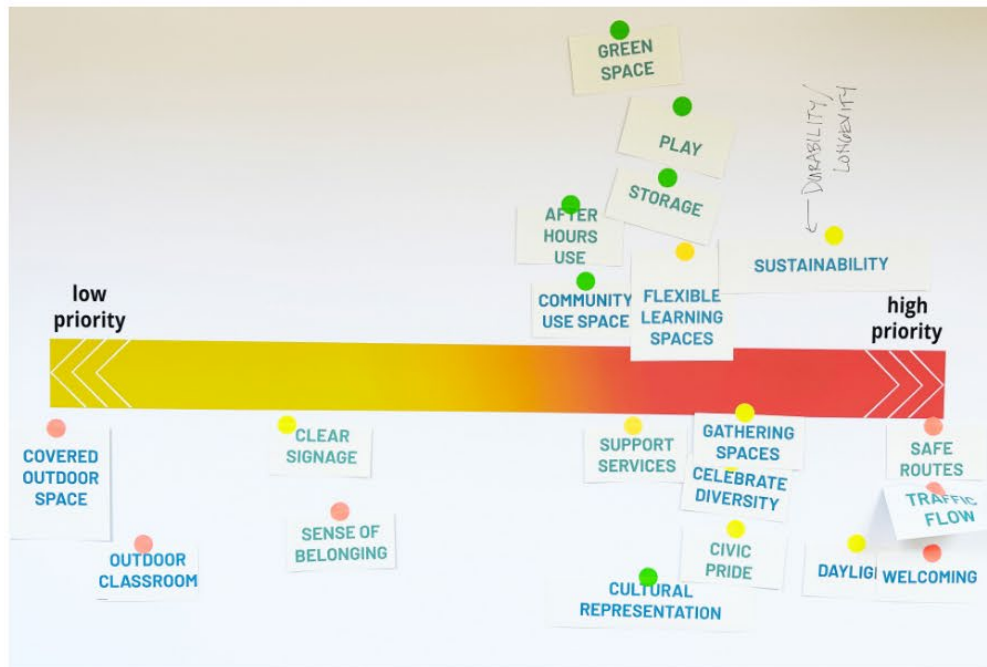 GREEN
SPACE
PLAY
STORAGE
← DURABILITY/
LONGEVITY
AFTER
HOURS
USE
SUSTAINABILITY
COMMUNITY
USE SPACE
FLEXIBLE
LEARNING
SPACES
low
priority
high
priority
COVERED
OUTDOOR
SPACE
CLEAR
SIGNAGE
SUPPORT
SERVICES
GATHERING
SPACES
SAFE
ROUTES
CELEBRATE
DIVERSITY
TRAFFIC
FLOW
OUTDOOR
CLASSROOM
SENSE OF
BELONGING
CIVIC
PRIDE
DAYLIG
WELCOMING
CULTURAL
REPRESENTATION